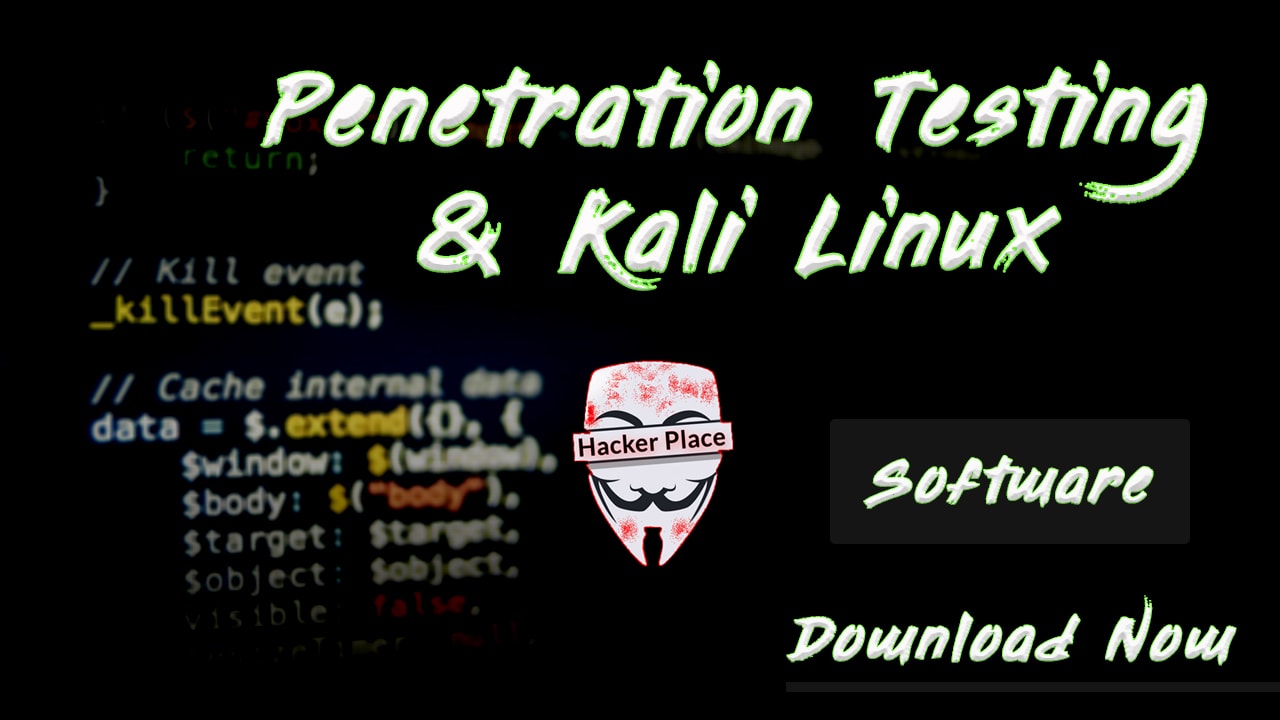 Penetration Testing
& Kali Linux
return;
}
// Kill event
_killEvent(e);
// Cache internal data
data = $.extend({}, {
$window: $(window),
$body: $("body"),
$target: $target,
$object: $object,
visible: false,
null,
Hacker Place
Software
Download Now